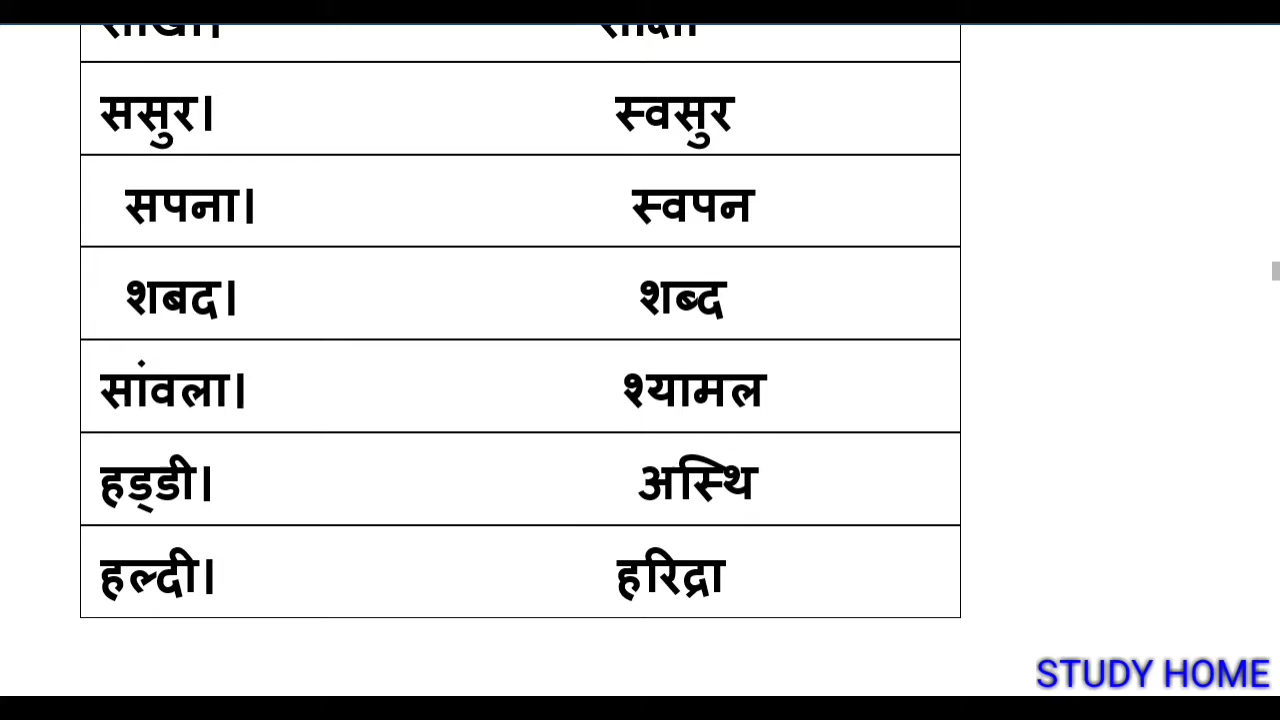 ससुर। स्वसुर
सपना। स्वपन
शबद। शब्द
सांवला। श्यामल
हड्डी। अस्थि
हल्दी। हरिद्रा
STUDY HOME